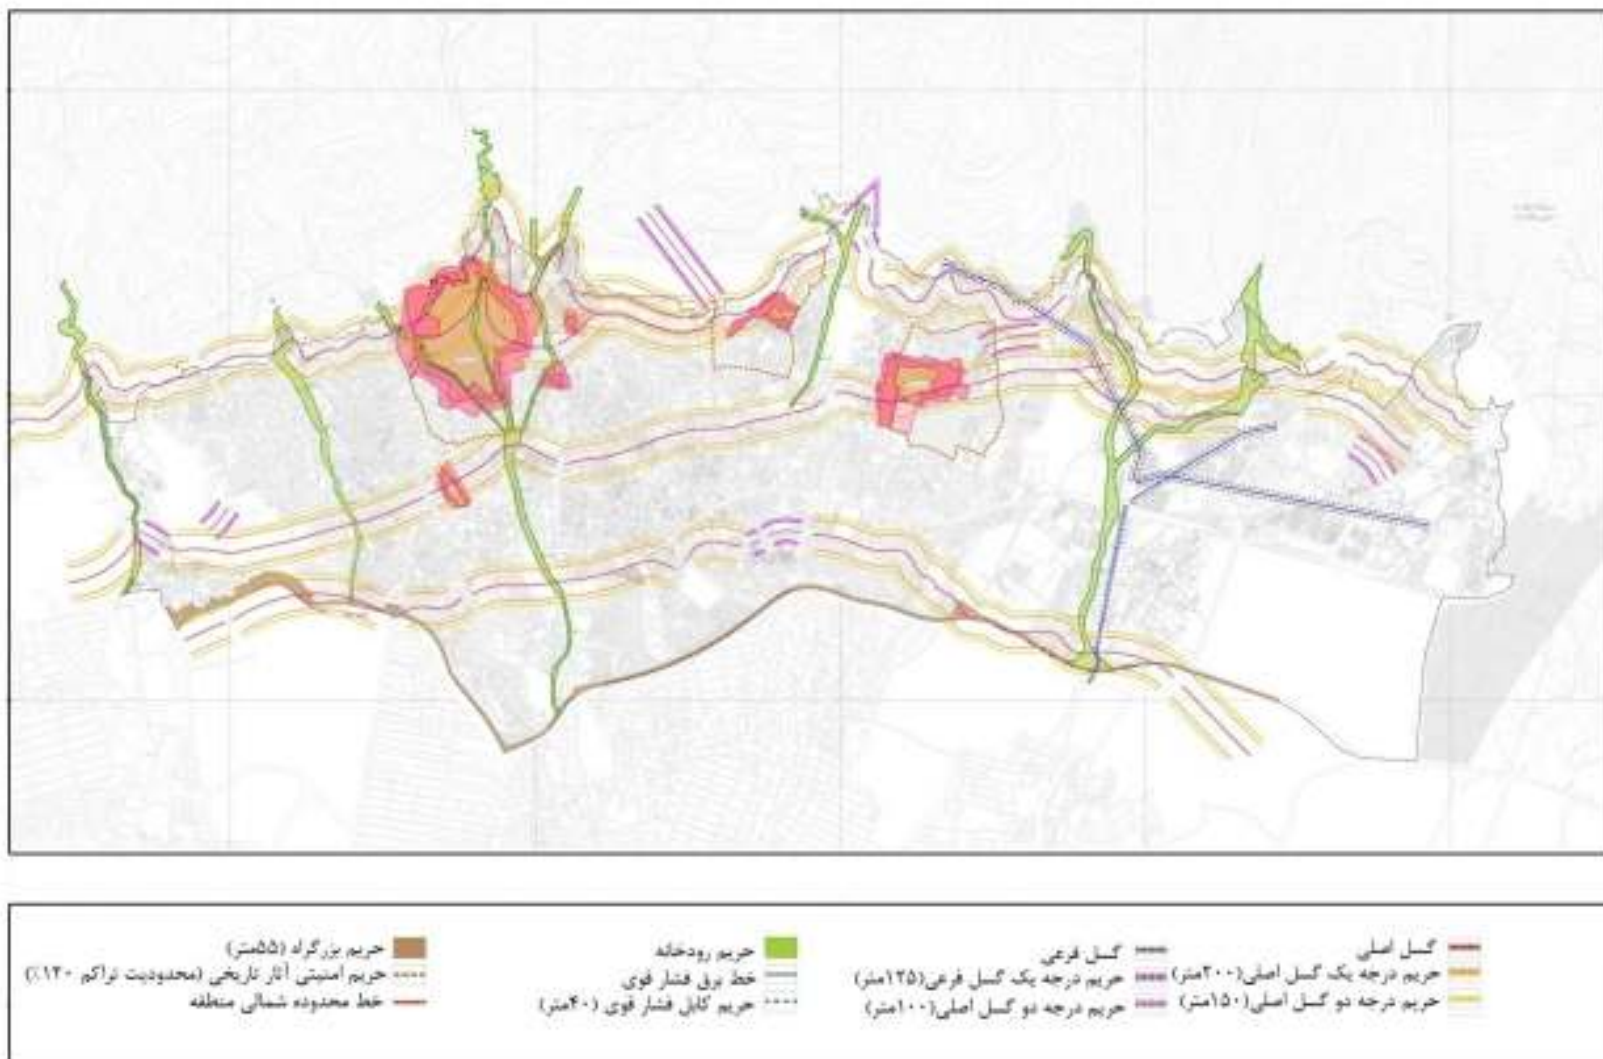 گسل اصلی
حریم درجه یک گسل اصلی(۲۰۰متر)
حریم درجه دو گسل اصلی(۱۵۰متر)
گسل فرعی
حریم درجه یک گسل فرعی(۱۲۵متر)
حریم درجه دو گسل اصلی(۱۰۰متر)
حریم رودخانه
خط برق فشار قوی
حریم کابل فشار قوی (۴۰متر)
حریم بزرگراه (۵۵متر)
حریم امنیتی آثار تاریخی (محدودیت تراکم ۱۲۰٪)
خط محدوده شمالی منطقه